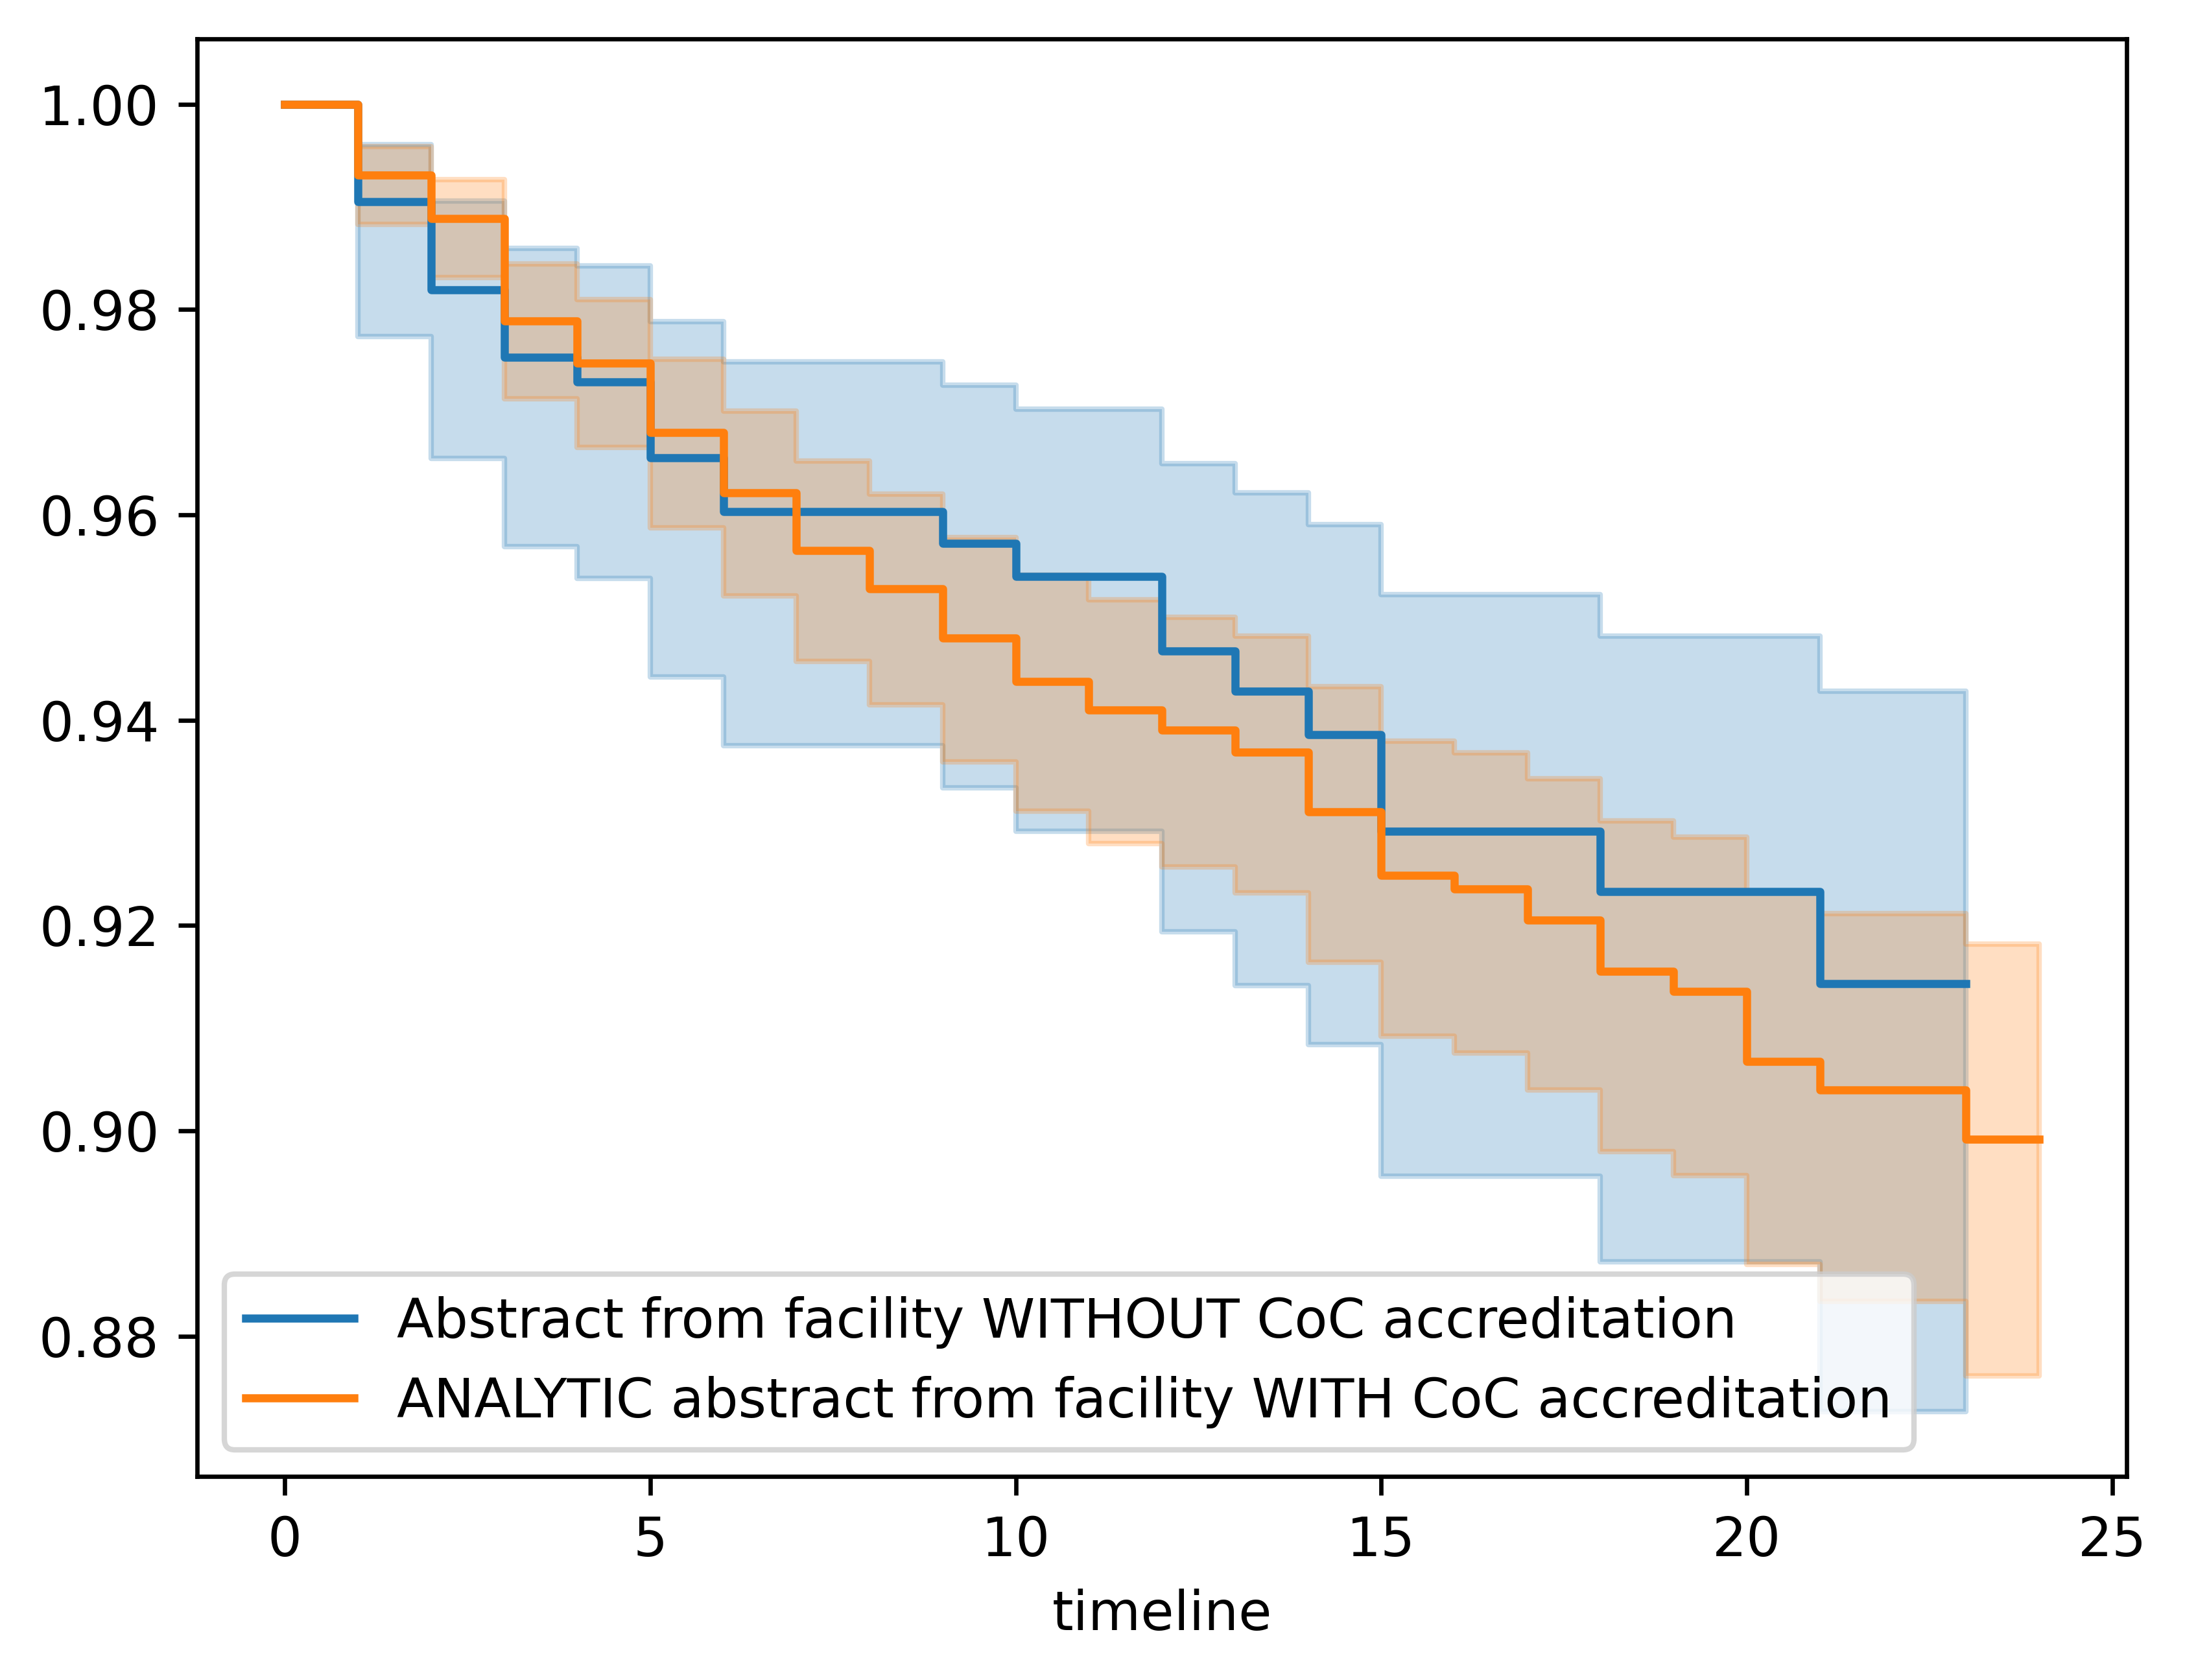 1.00
0.98
0.96
0.94
0.92
0.90
0.88
Abstract from facility WITHOUT CoC accreditation
ANALYTIC abstract from facility WITH CoC accreditation
0 5 10 15 20 25
timeline